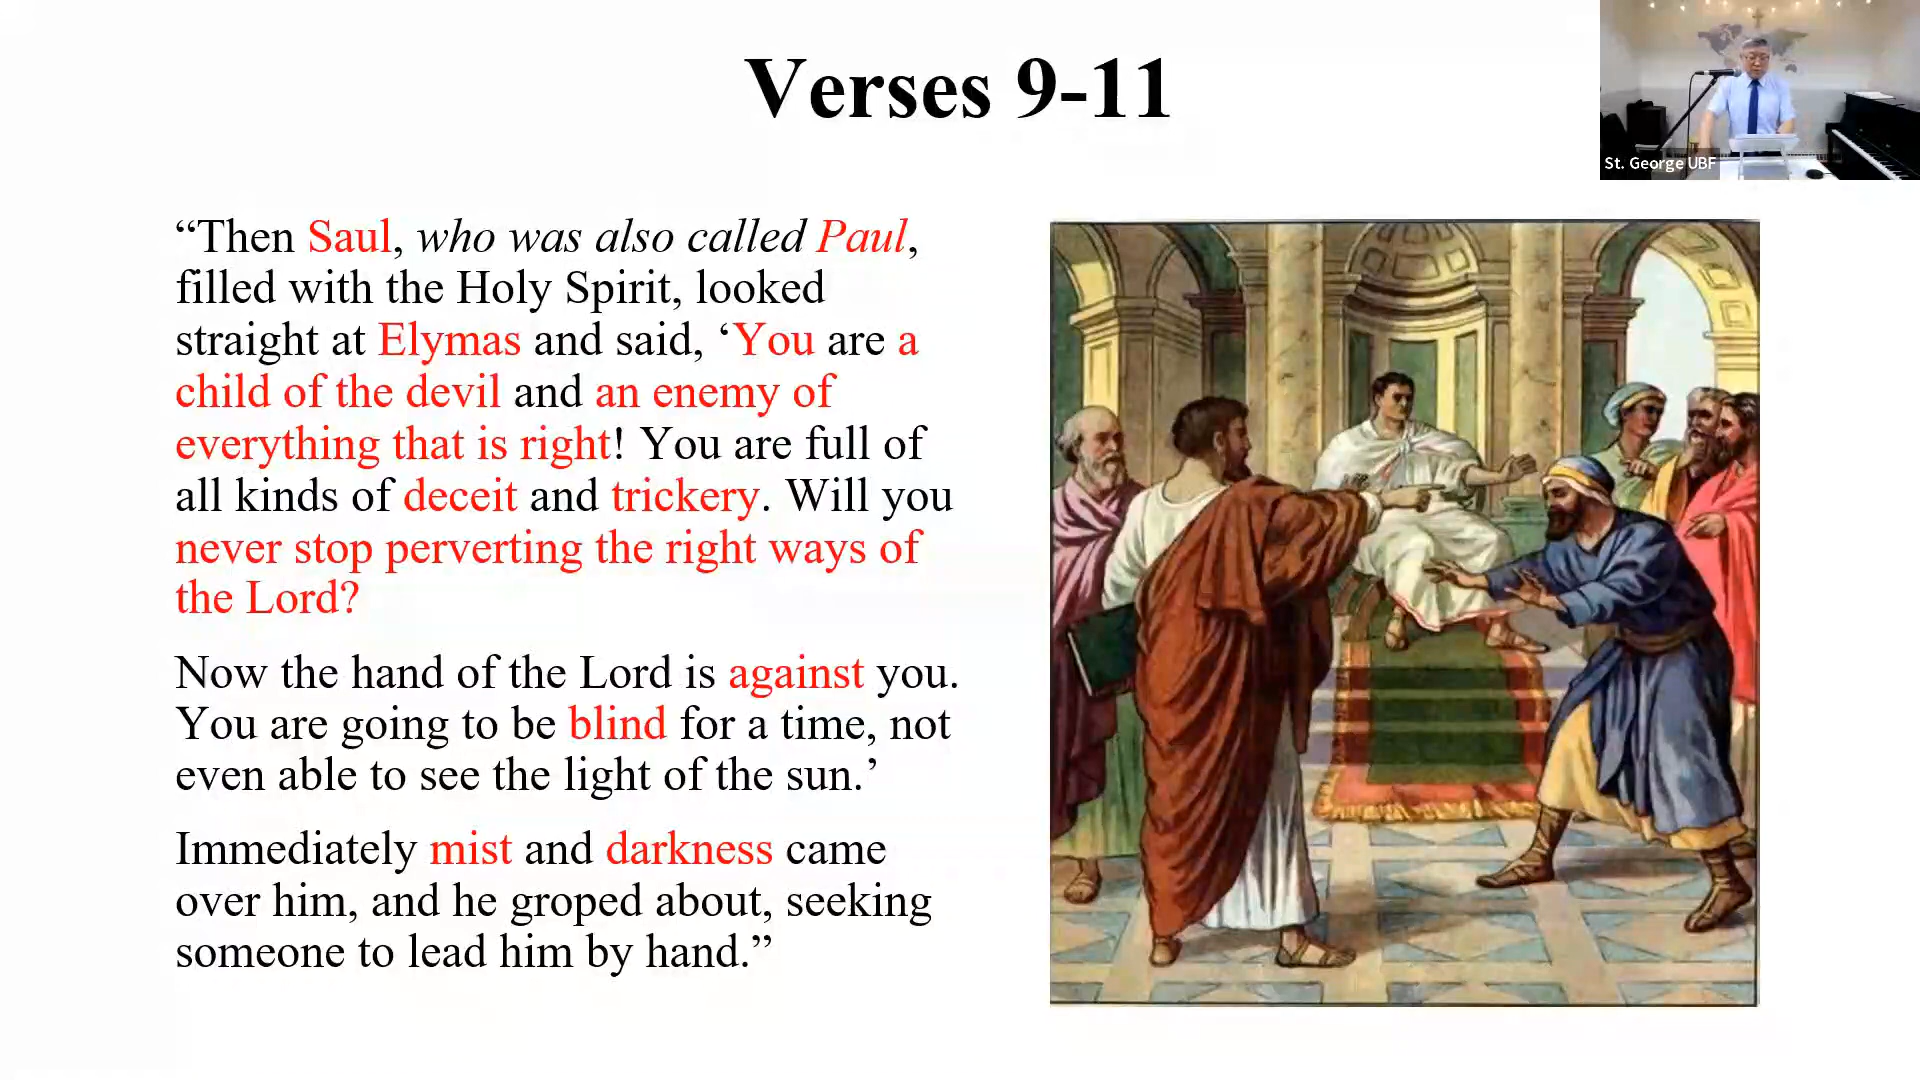 Verses 9-11
St. George UBF
“Then Saul, who was also called Paul,
filled with the Holy Spirit, looked
straight at Elymas and said, ‘You are a
child of the devil and an enemy of
everything that is right! You are full of
all kinds of deceit and trickery. Will you
never stop perverting the right ways of
the Lord?
Now the hand of the Lord is against you.
You are going to be blind for a time, not
even able to see the light of the sun.’
Immediately mist and darkness came
over him, and he groped about, seeking
someone to lead him by hand.”